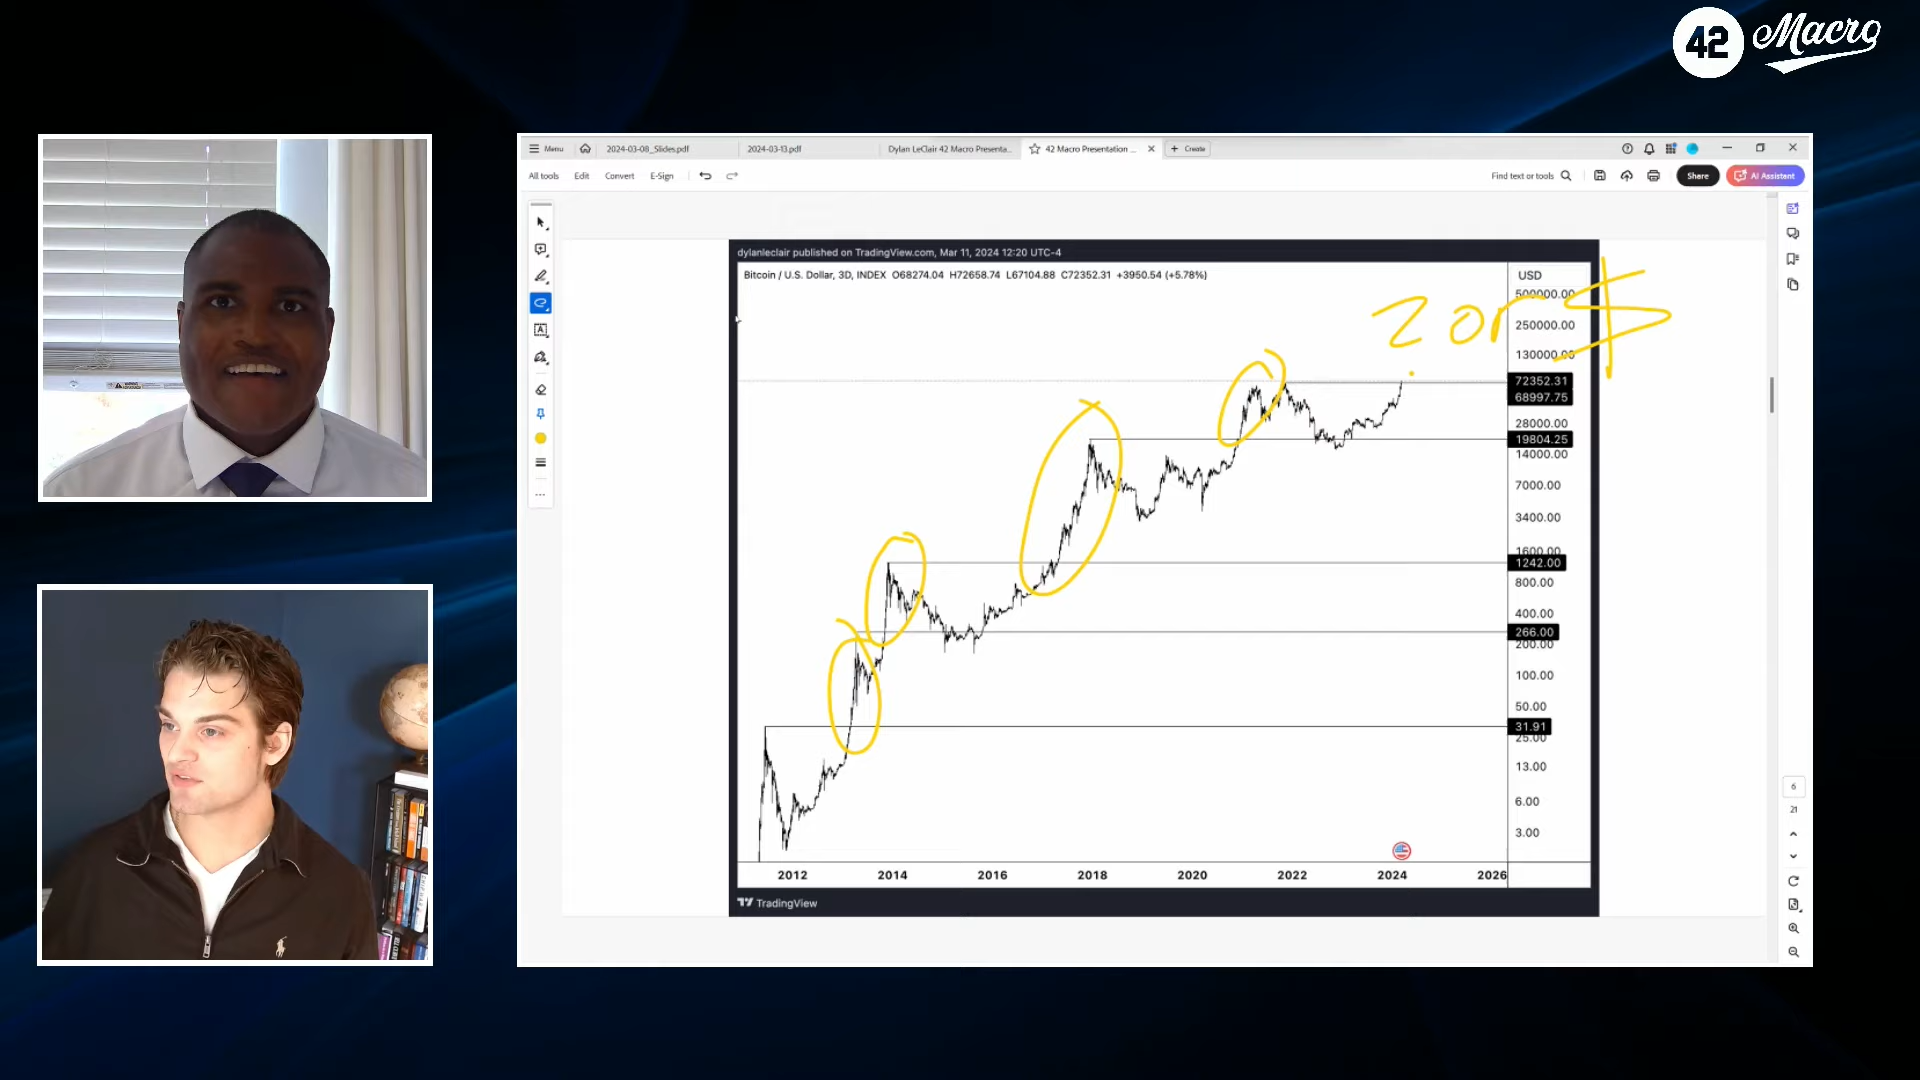 42 Macro
Menu
2024-03-08_Slides.pdf
2024-03-13.pdf
Dylan LeClair 42 Macro Presenta...
42 Macro Presentation ...
Create
All tools
Edit
Convert
E-Sign
Find text or tools
Share
AI Assistant
dylanleclair published on TradingView.com, Mar 11, 2024 12:20 UTC-4
Bitcoin / U.S. Dollar, 3D, INDEX O68274.04 H72658.74 L67104.88 C72352.31 +3950.54 (+5.78%)
USD
500000.00
? or $
250000.00
130000.00
72352.31
68997.75
28000.00
19804.25
14000.00
7000.00
3400.00
1600.00
1242.00
800.00
400.00
266.00
200.00
100.00
50.00
31.91
25.00
13.00
6.00
3.00
2012 2014 2016 2018 2020 2022 2024 2026
TradingView
6
21